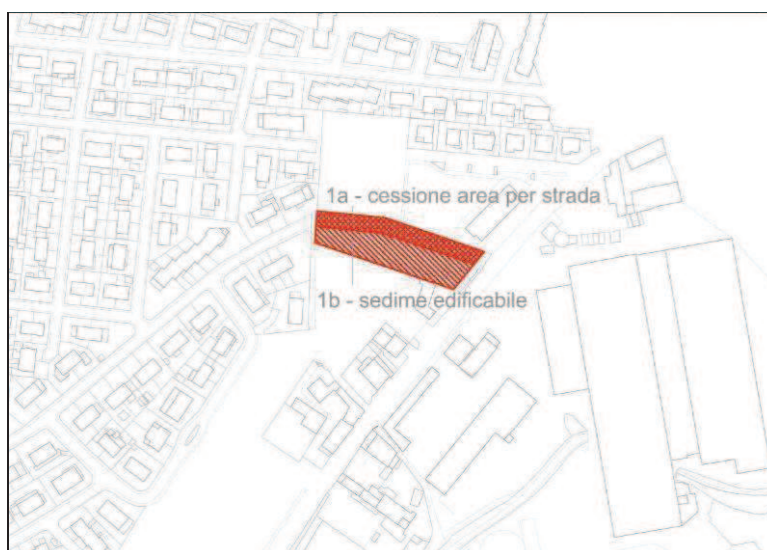 1a - cessione area per strada
1b - sedime edificabile